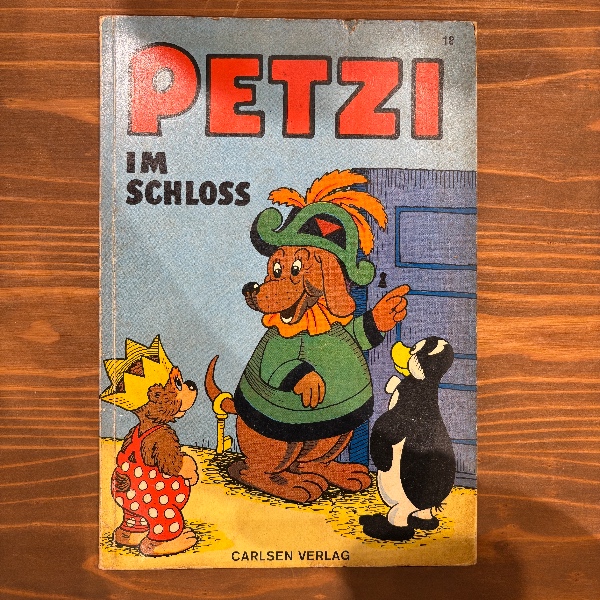 18
PETZI
IM
SCHLOSS
CARLSEN VERLAG